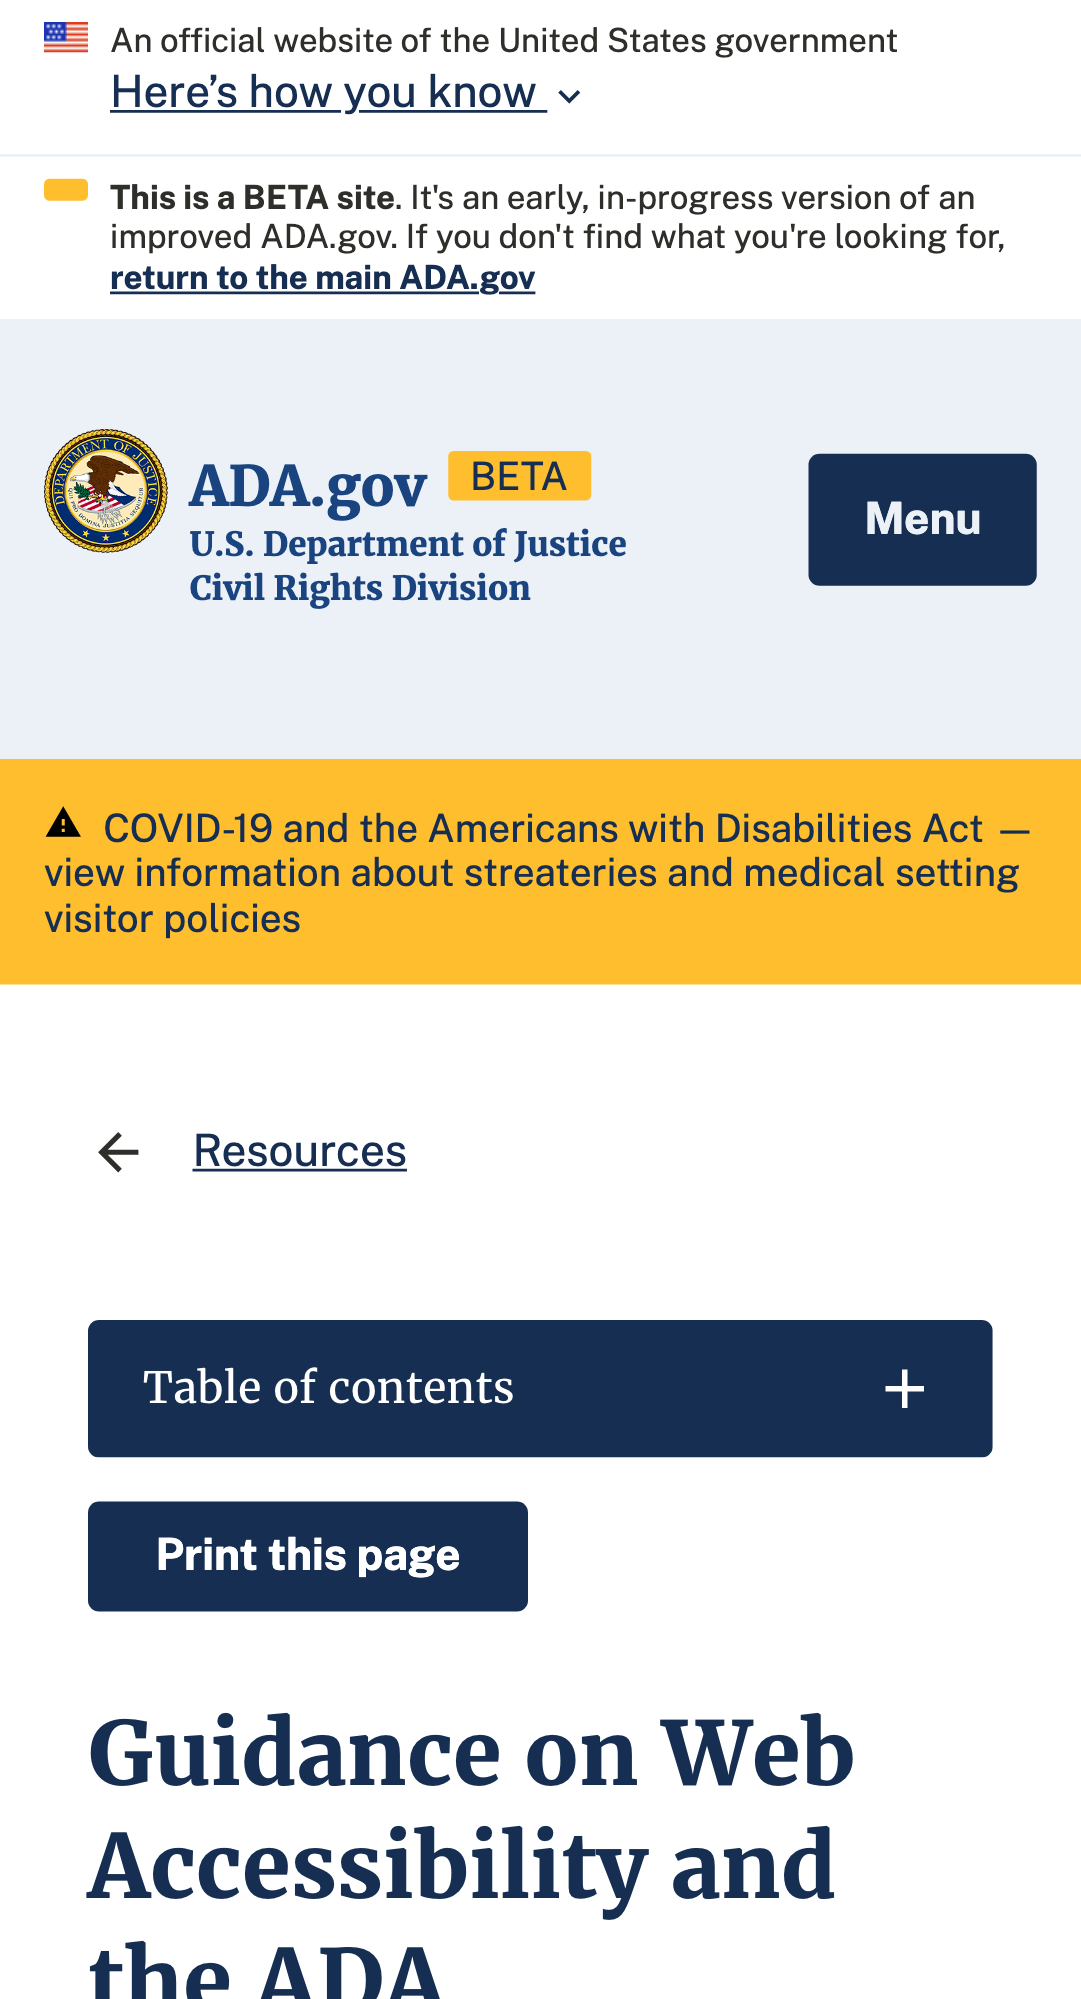 An official website of the United States government
Here’s how you know
This is a BETA site. It's an early, in-progress version of an
improved ADA.gov. If you don't find what you're looking for,
return to the main ADA.gov
DEPARTMENT OF JUSTICE
ADA.gov BETA
U.S. Department of Justice
Civil Rights Division
Menu
COVID-19 and the Americans with Disabilities Act —
view information about streateries and medical setting
visitor policies
Resources
Table of contents
Print this page
Guidance on Web
Accessibility and
the ADA